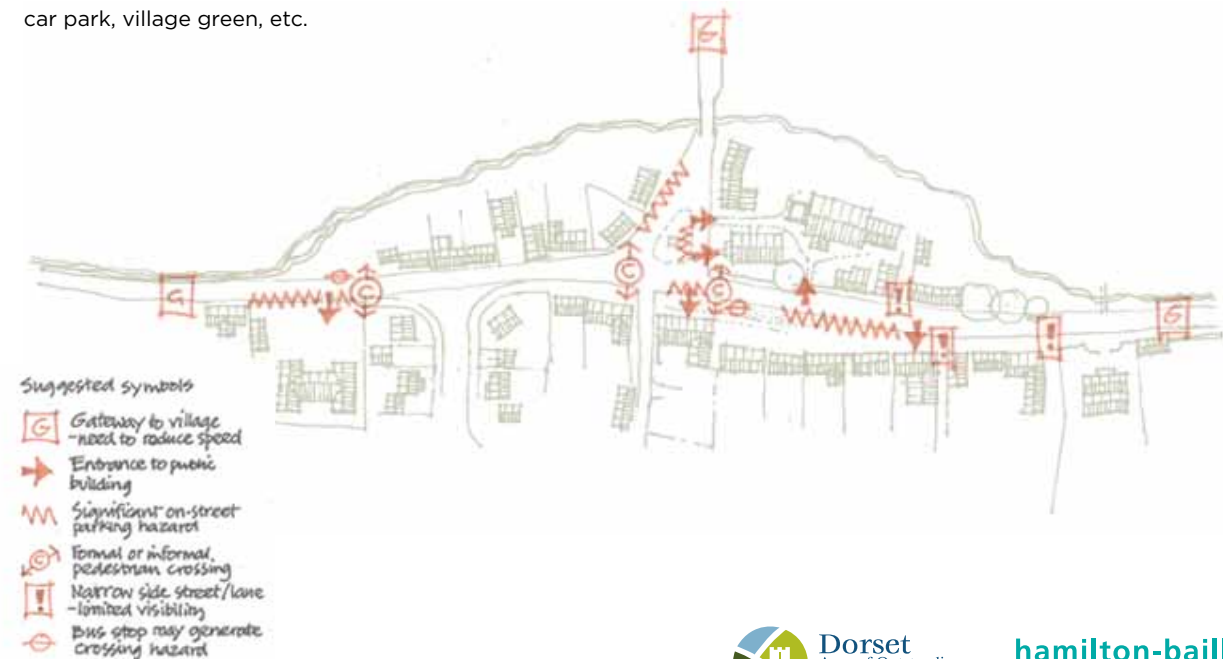 car park, village green, etc.
G
G
C
C
C
!
!
!
G
Suggested symbols
G Gateway to village
-need to reduce speed
Entrance to public
building
Significant on-street
parking hazard
C Formal or informal,
pedestrian crossing
! Narrow side street/lane
-limited visibility
Bus stop may generate
crossing hazard
Dorset
hamilton-baill